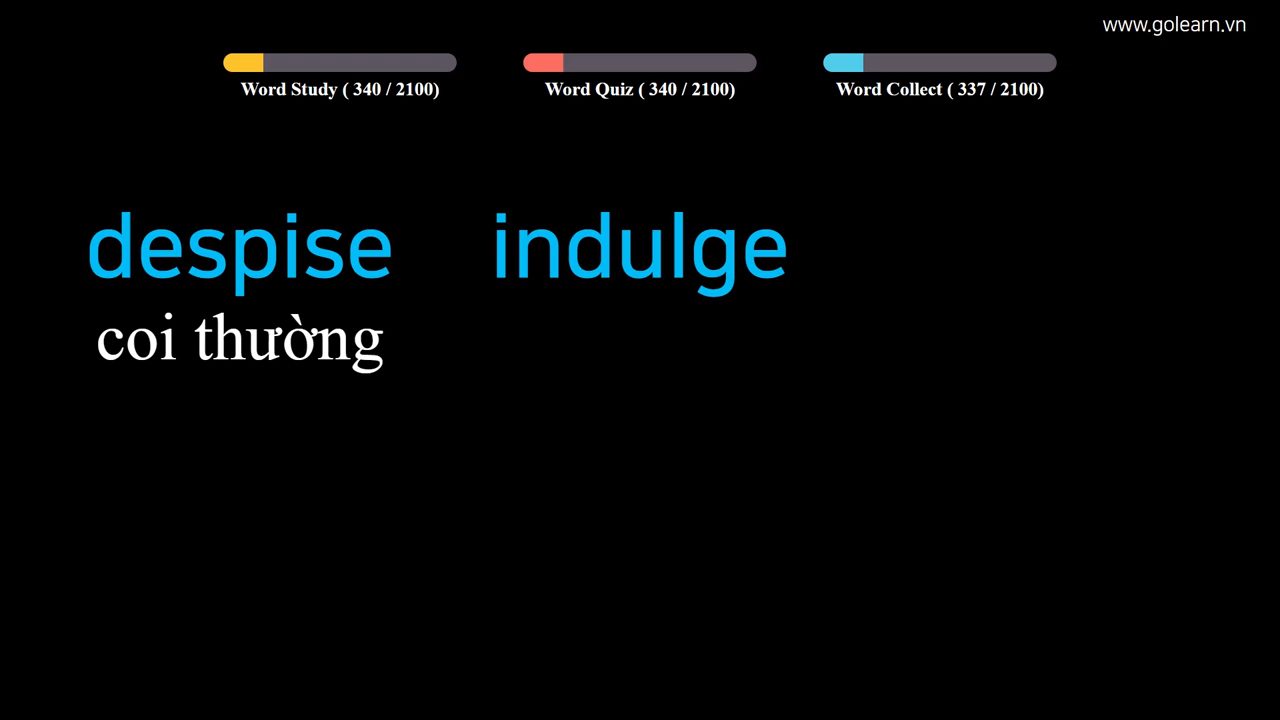 www.golearn.vn
Word Study ( 340 / 2100)
Word Quiz ( 340 / 2100)
Word Collect ( 337 / 2100)
despise indulge
coi thường